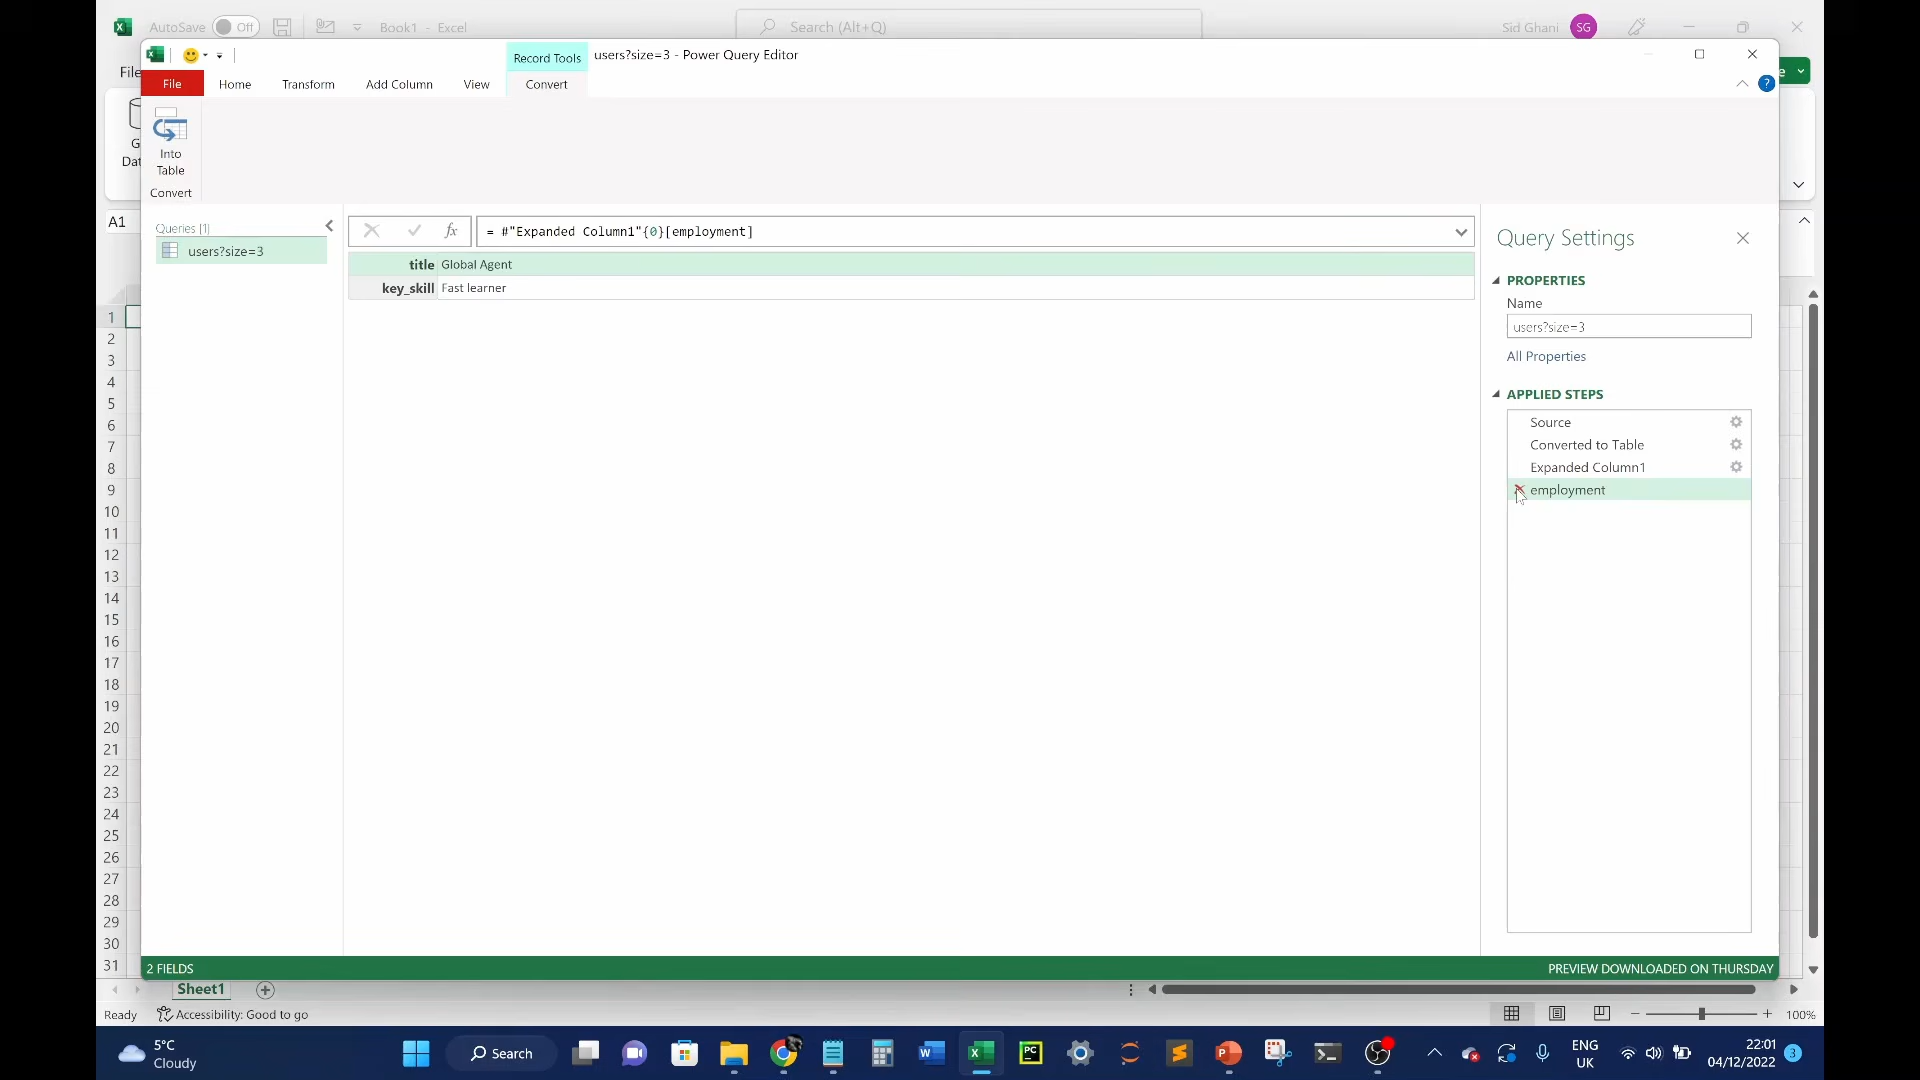 AutoSave Off Book1 - Excel Search (Alt+Q) Sid Ghani SG
Record Tools users?size=3 - Power Query Editor
File Home Transform Add Column View Convert ?
Into
Table
Convert
A1
Queries [1]
users?size=3
fx = #"Expanded Column1"{0}[employment]
title Global Agent
key_skill Fast learner
Query Settings
PROPERTIES
Name
users?size=3
All Properties
APPLIED STEPS
Source
Converted to Table
Expanded Column1
employment
1
2
3
4
5
6
7
8
9
10
11
12
13
14
15
16
17
18
19
20
21
22
23
24
25
26
27
28
29
30
31
2 FIELDS PREVIEW DOWNLOADED ON THURSDAY
Sheet1
Ready Accessibility: Good to go 100%
5°C
Cloudy
Search
ENG
UK
22:01
04/12/2022
3